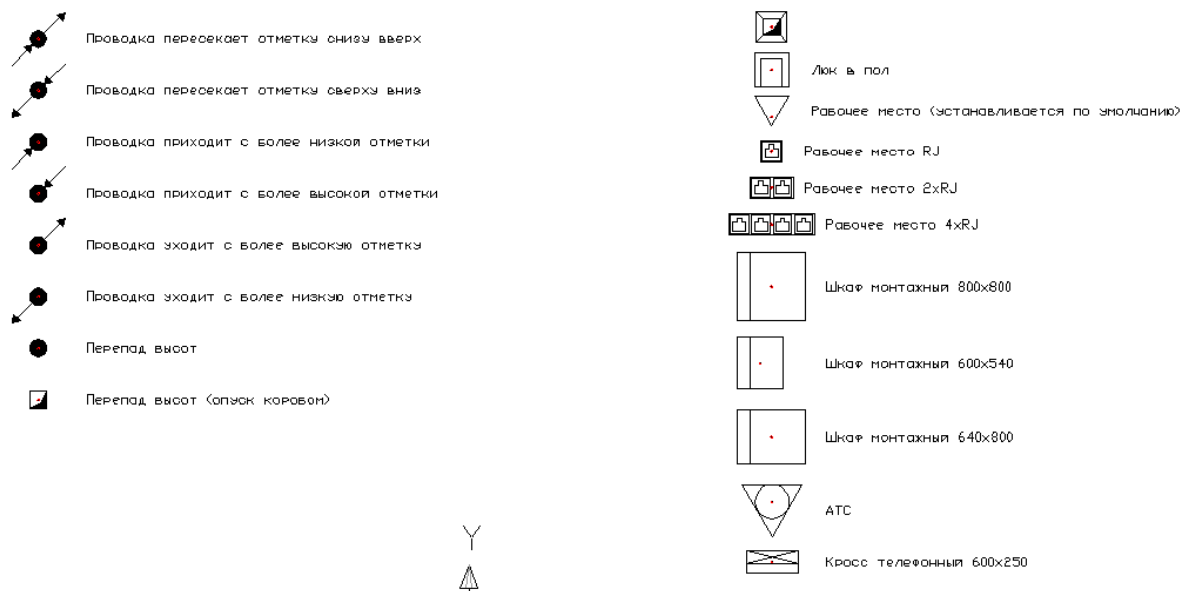 Проводка пересекает отметку снизу вверх
Проводка пересекает отметку сверху вниз
Проводка приходит с более низкой отметки
Проводка приходит с более высокой отметки
Проводка уходит с более высокую отметку
Проводка уходит с более низкую отметку
Перепад высот
Перепад высот (опуск коробом)
Y
Люк в пол
Рабочее место (устанавливается по умолчанию)
Рабочее место RJ
Рабочее место 2xRJ
Рабочее место 4xRJ
Шкаф монтажный 800x800
Шкаф монтажный 600x540
Шкаф монтажный 640x800
АТС
Кросс телефонный 600x250